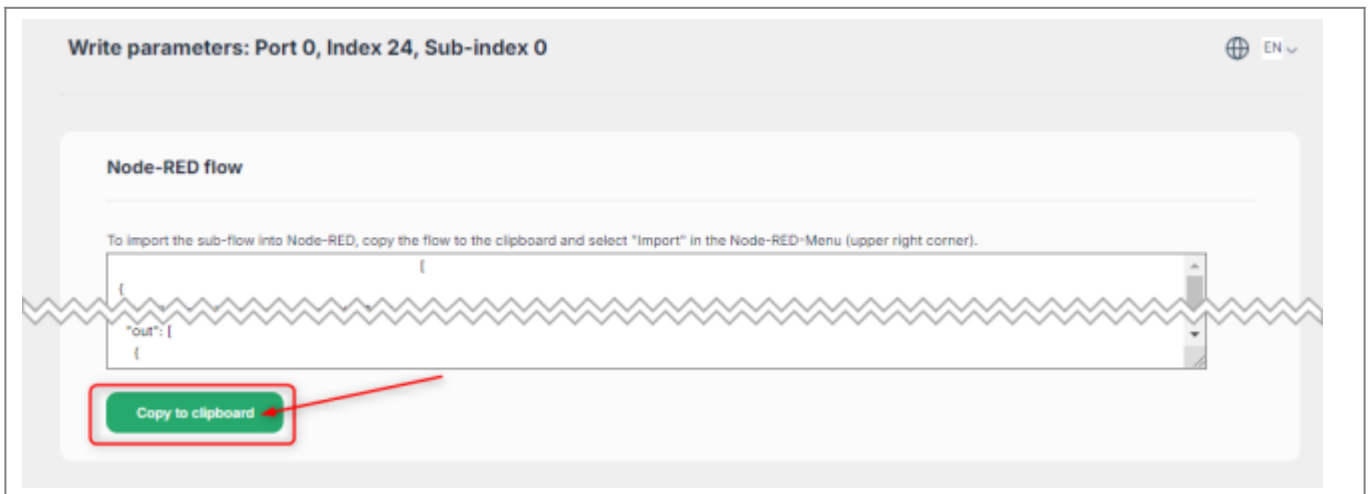 Write parameters: Port 0, Index 24, Sub-index 0
EN
Node-RED flow
To import the sub-flow into Node-RED, copy the flow to the clipboard and select "Import" in the Node-RED-Menu (upper right corner).
[
{
"out": [
{
Copy to clipboard